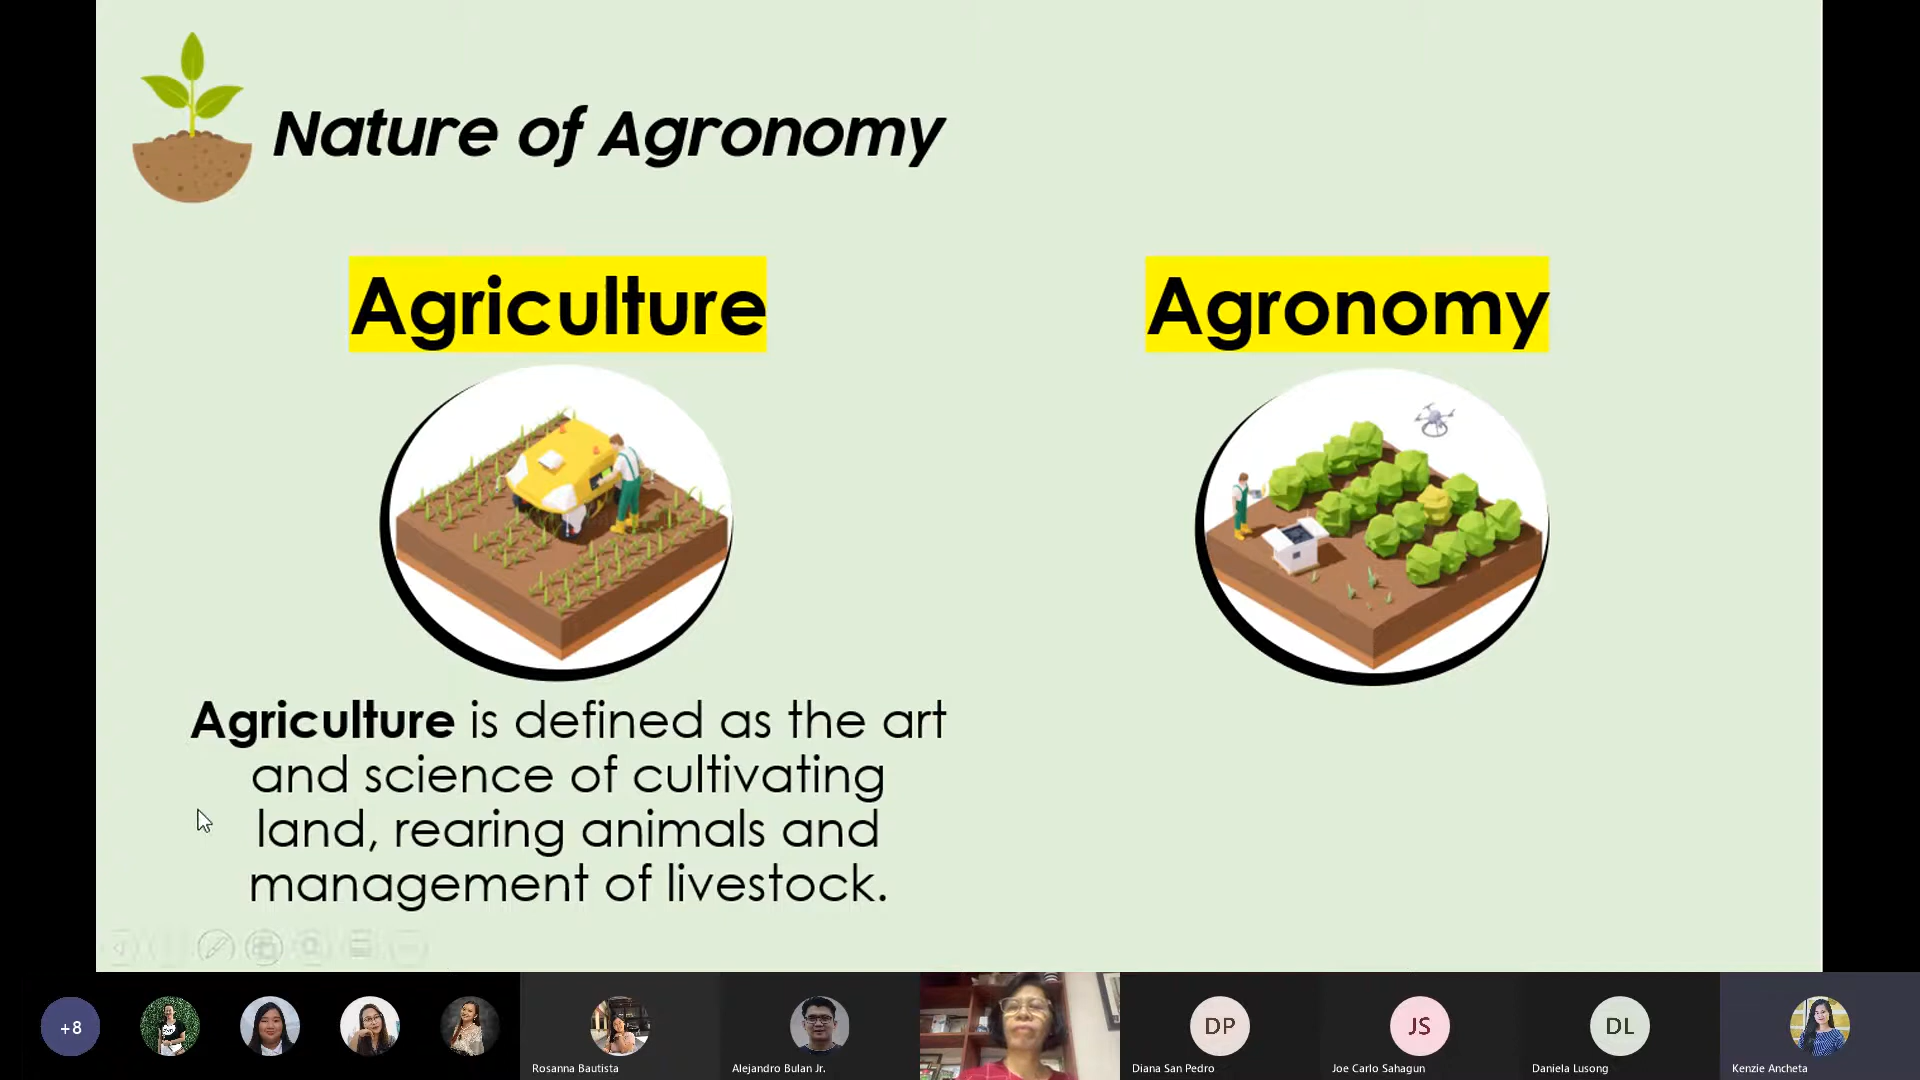 Nature of Agronomy
Agriculture
Agronomy
Agriculture is defined as the art
and science of cultivating
land, rearing animals and
management of livestock.
+8
Rosanna Bautista
Alejandro Bulan Jr.
DP
Diana San Pedro
JS
Joe Carlo Sahagun
DL
Daniela Lusong
Kenzie Ancheta